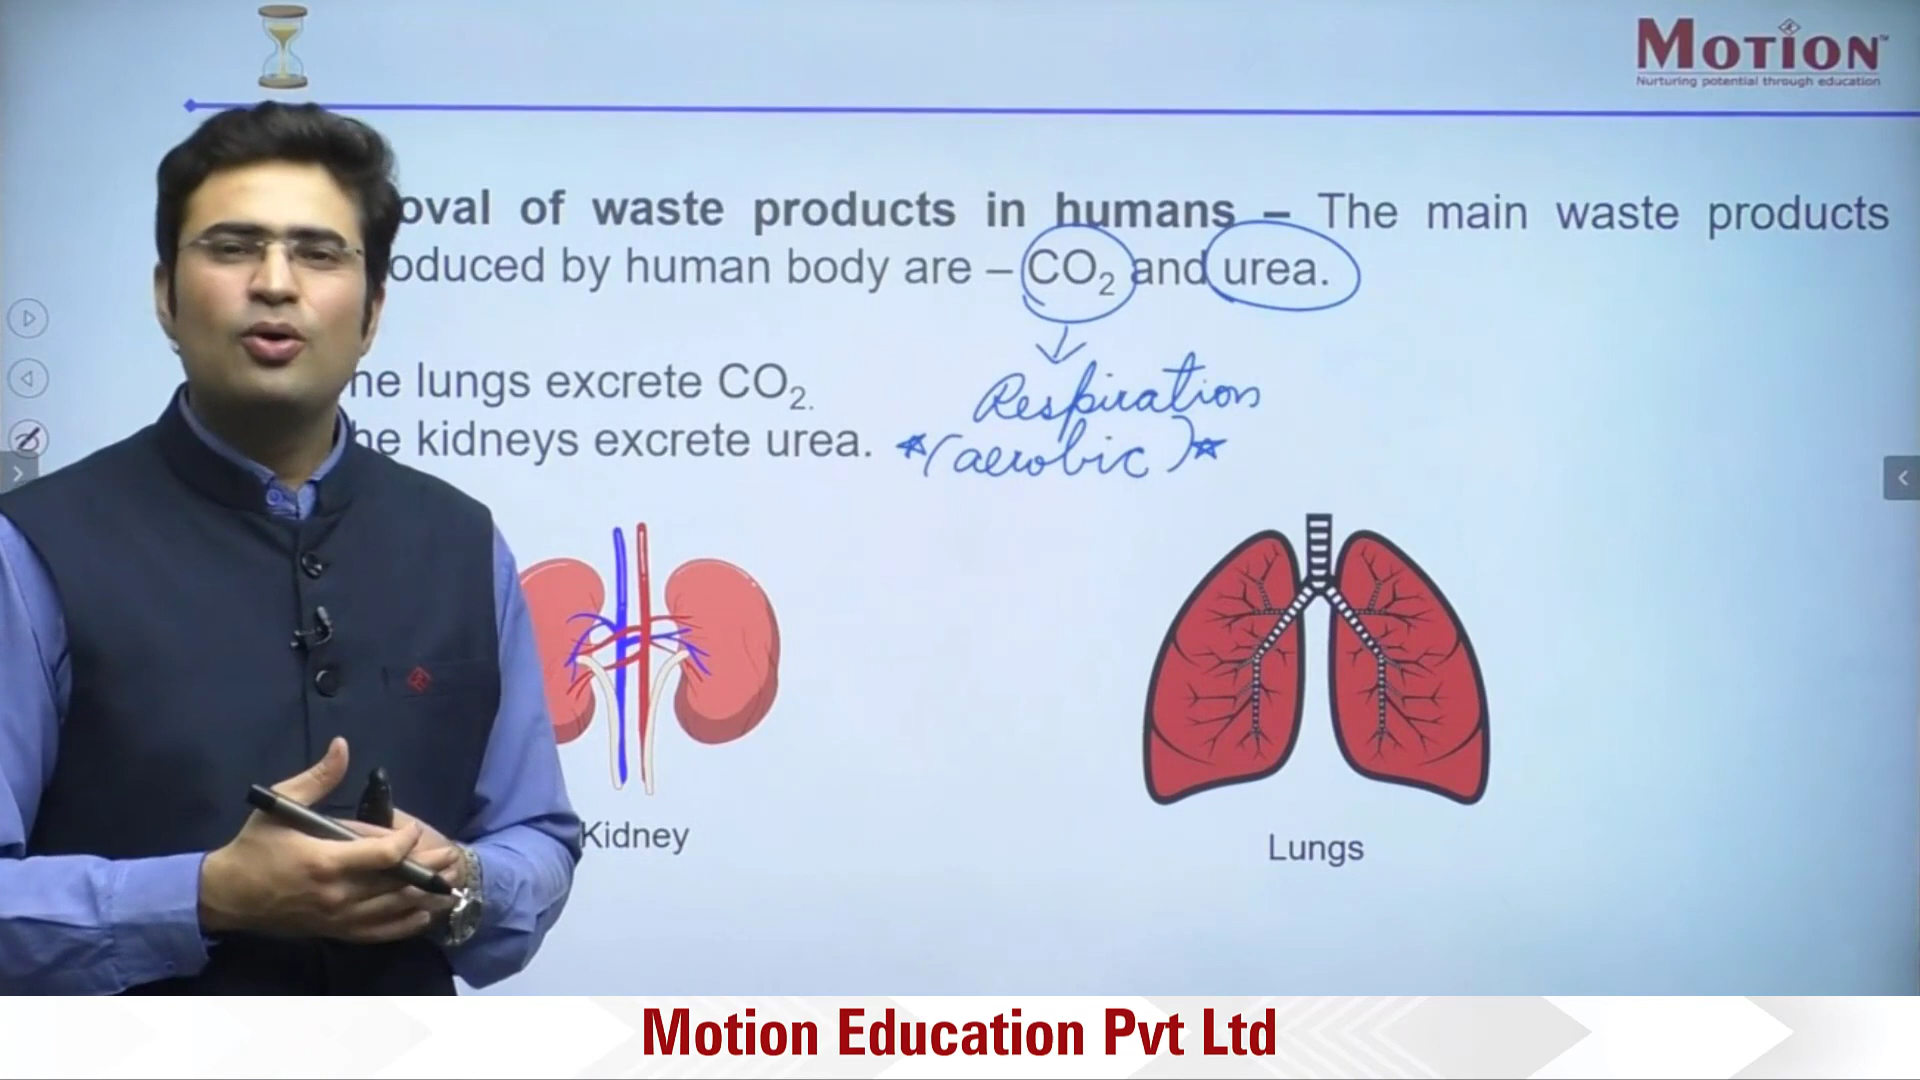 MOTION
Nurturing potential through education
oval of waste products in humans – The main waste products
oduced by human body are – CO₂ and urea.
he lungs excrete CO₂.
Respiration
he kidneys excrete urea. *(aerobic)*
Kidney
Lungs
Motion Education Pvt Ltd